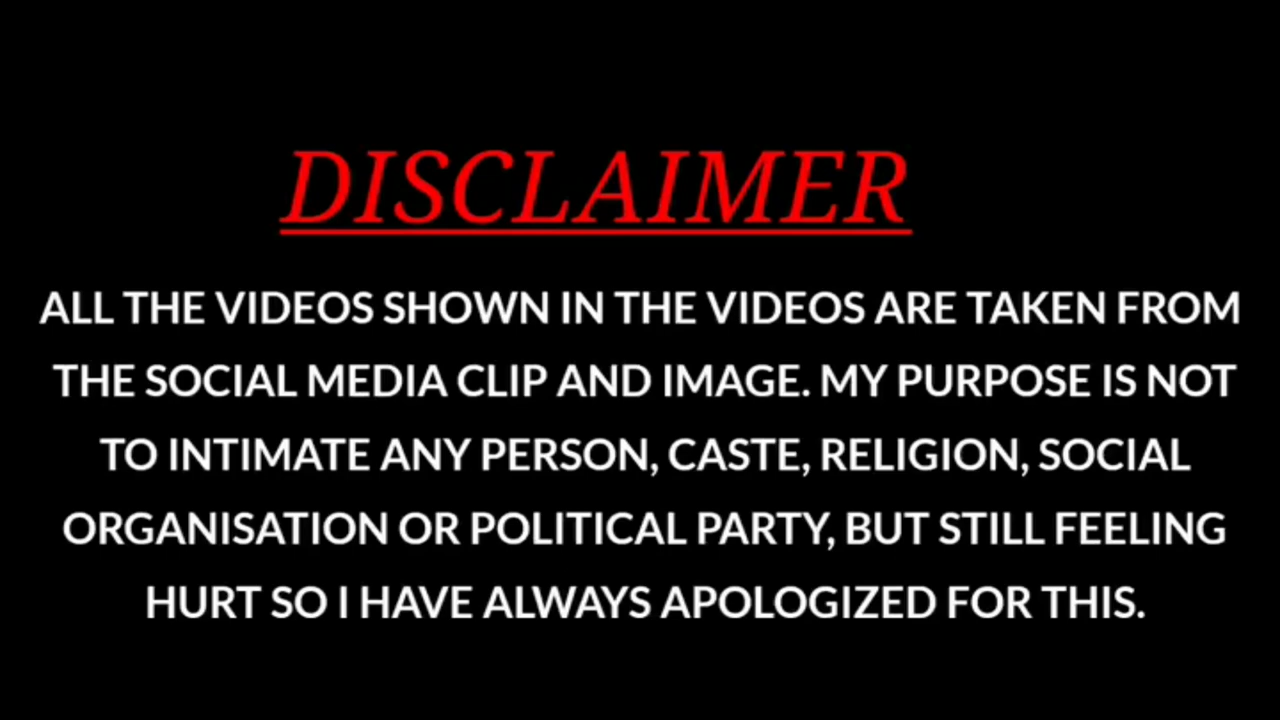 DISCLAIMER
ALL THE VIDEOS SHOWN IN THE VIDEOS ARE TAKEN FROM
THE SOCIAL MEDIA CLIP AND IMAGE. MY PURPOSE IS NOT
TO INTIMATE ANY PERSON, CASTE, RELIGION, SOCIAL
ORGANISATION OR POLITICAL PARTY, BUT STILL FEELING
HURT SO I HAVE ALWAYS APOLOGIZED FOR THIS.